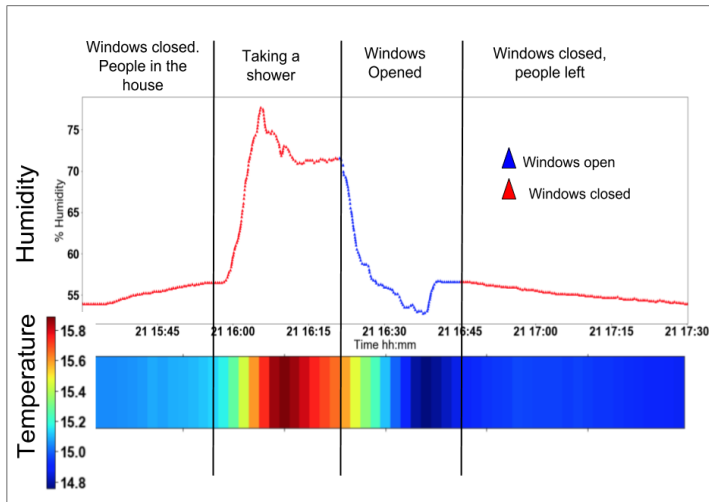 Windows closed.
People in the
house
Taking a
shower
Windows
Opened
Windows closed,
people left
Humidity
% Humidity
75
70
65
60
55
Windows open
Windows closed
21 15:45
21 16:00
21 16:15
21 16:30
21 16:45
21 17:00
21 17:15
21 17:30
Time hh:mm
Temperature
15.8
15.6
15.4
15.2
15.0
14.8